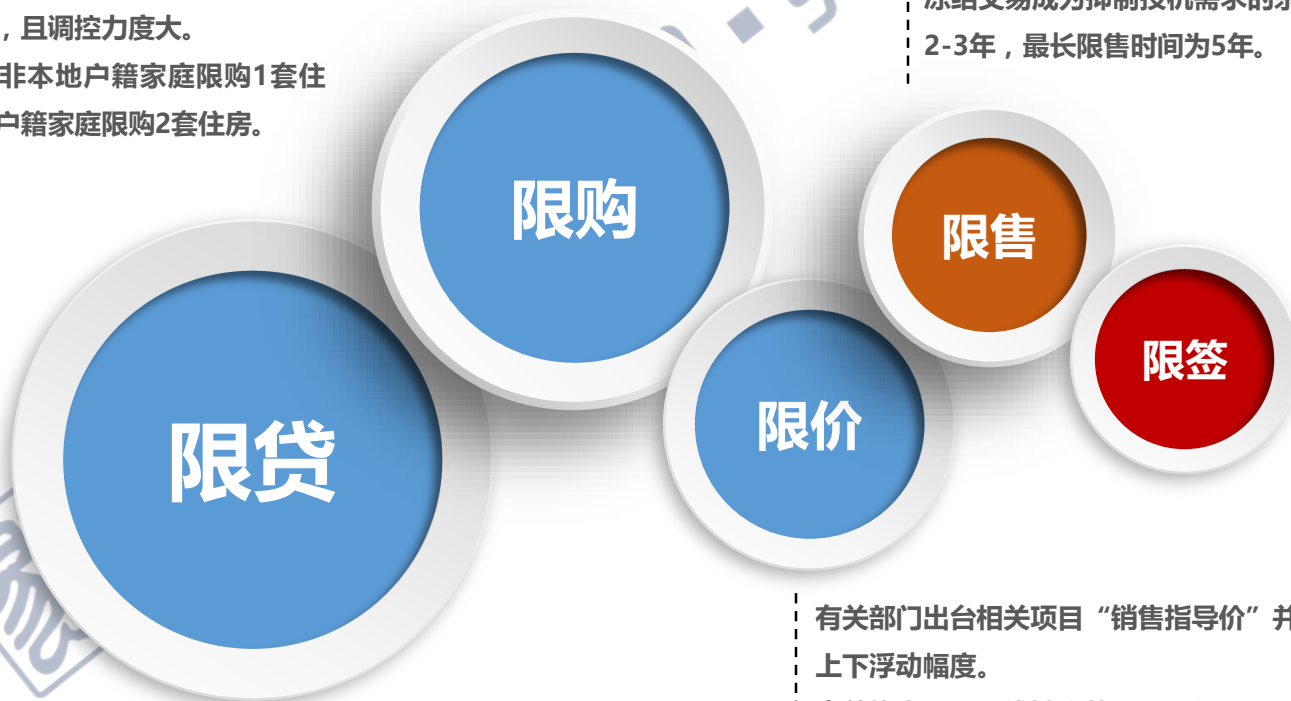 ，且调控力度大。
非本地户籍家庭限购1套住
户籍家庭限购2套住房。
2-3年，最长限售时间为5年。
限购
限售
限签
限价
限贷
有关部门出台相关项目“销售指导价”并
上下浮动幅度。